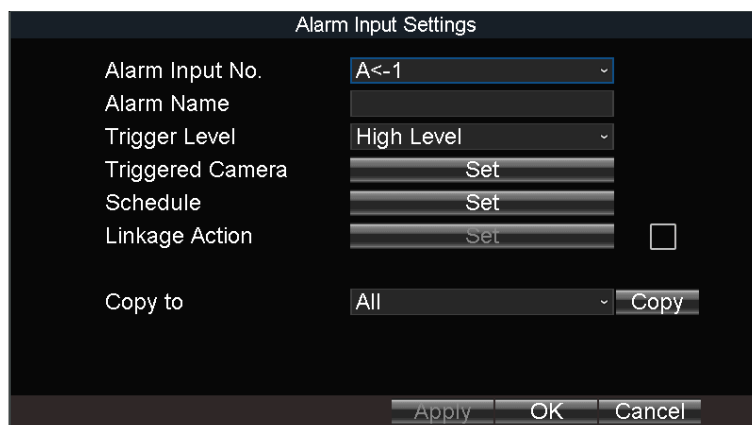 Alarm Input Settings
Alarm Input No. A<-1
Alarm Name
Trigger Level High Level
Triggered Camera Set
Schedule Set
Linkage Action Set
Copy to All Copy
Apply OK Cancel